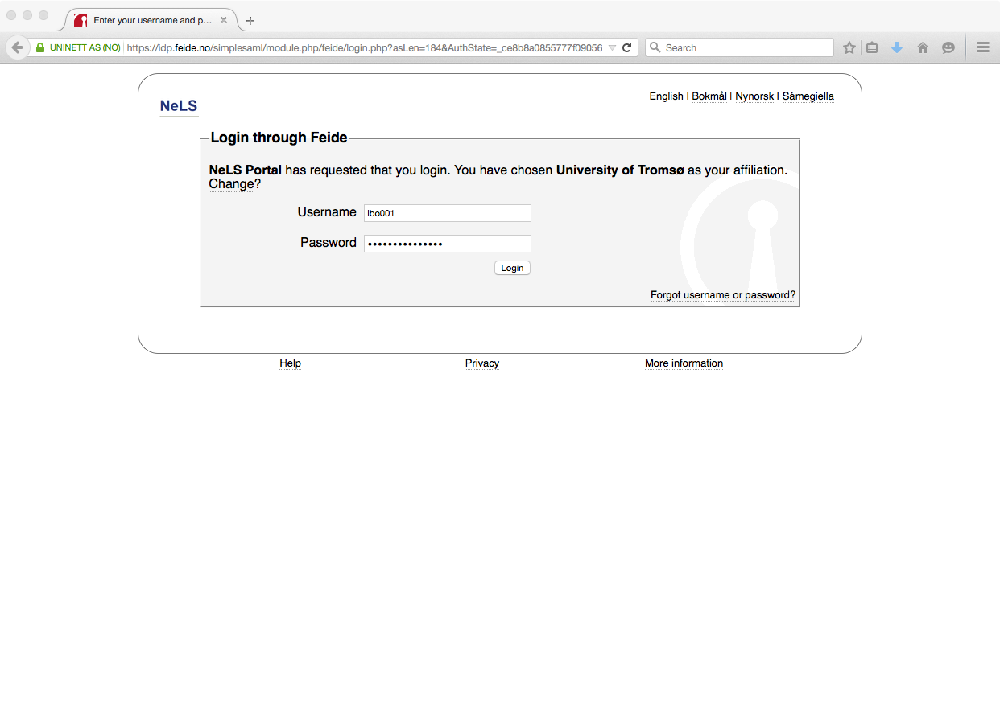 Enter your username and p...
UNINETT AS (NO) https://idp.feide.no/simplesaml/module.php/feide/login.php?asLen=184&AuthState=_ce8b8a0855777f09056 Search
English | Bokmål | Nynorsk | Sámegiella
NeLS
Login through Feide
NeLS Portal has requested that you login. You have chosen University of Tromsø as your affiliation.
Change?
Username lbo001
Password •••••••••••••••
Login
Forgot username or password?
Help Privacy More information